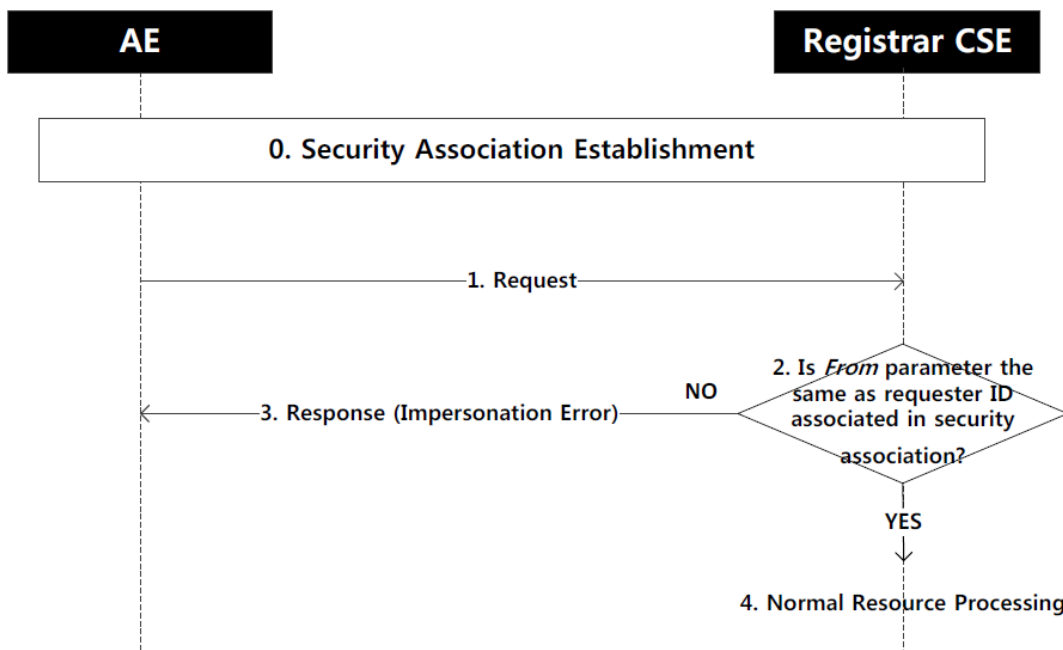 AE
Registrar CSE
0. Security Association Establishment
1. Request
2. Is From parameter the
same as requester ID
associated in security
association?
NO
3. Response (Impersonation Error)
YES
4. Normal Resource Processing